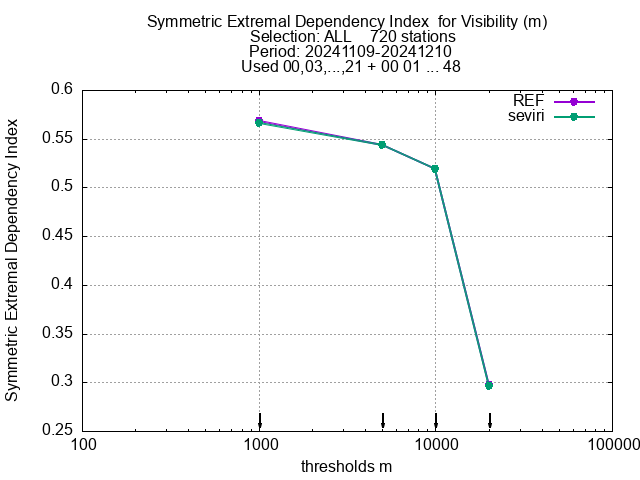 Symmetric Extremal Dependency Index  for Visibility (m)
Selection: ALL    720 stations
Period: 20241109-20241210
Used 00,03,...,21 + 00 01 ... 48
REF
seviri
Symmetric Extremal Dependency Index
0.6
0.55
0.5
0.45
0.4
0.35
0.3
0.25
100 1000 10000 100000
thresholds m